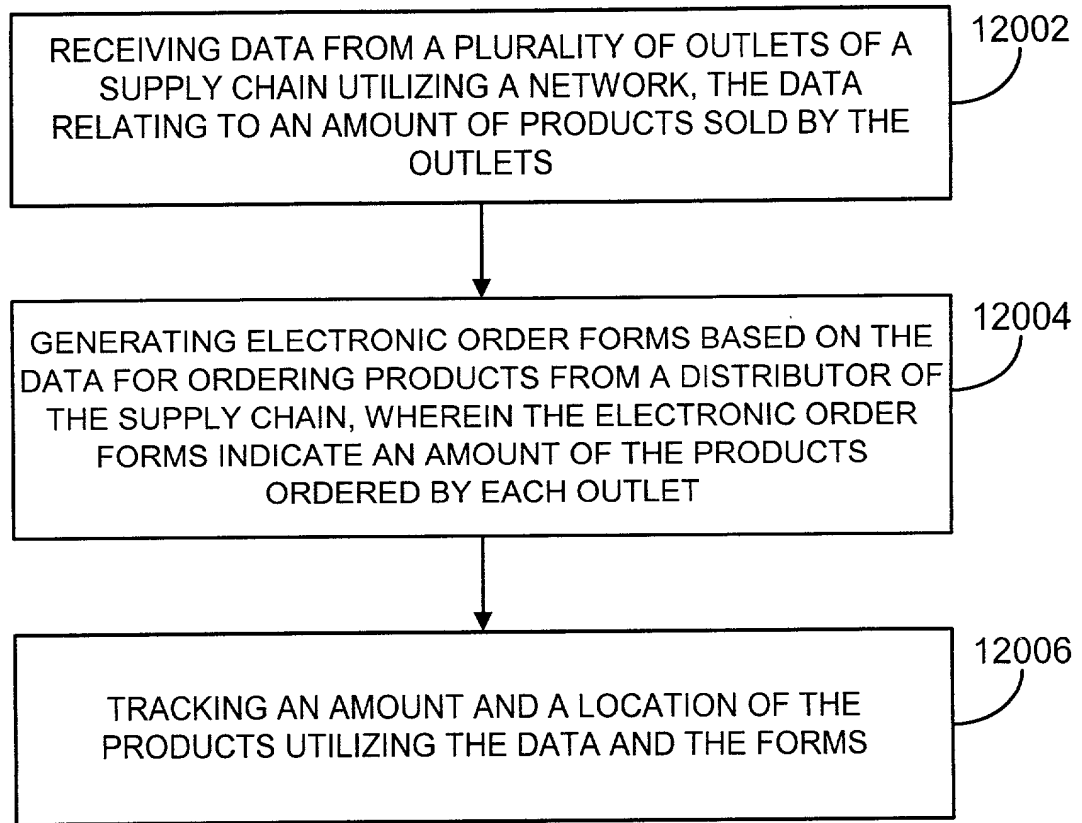 RECEIVING DATA FROM A PLURALITY OF OUTLETS OF A
SUPPLY CHAIN UTILIZING A NETWORK, THE DATA
RELATING TO AN AMOUNT OF PRODUCTS SOLD BY THE
OUTLETS
12002
GENERATING ELECTRONIC ORDER FORMS BASED ON THE
DATA FOR ORDERING PRODUCTS FROM A DISTRIBUTOR OF
THE SUPPLY CHAIN, WHEREIN THE ELECTRONIC ORDER
FORMS INDICATE AN AMOUNT OF THE PRODUCTS
ORDERED BY EACH OUTLET
12004
TRACKING AN AMOUNT AND A LOCATION OF THE
PRODUCTS UTILIZING THE DATA AND THE FORMS
12006